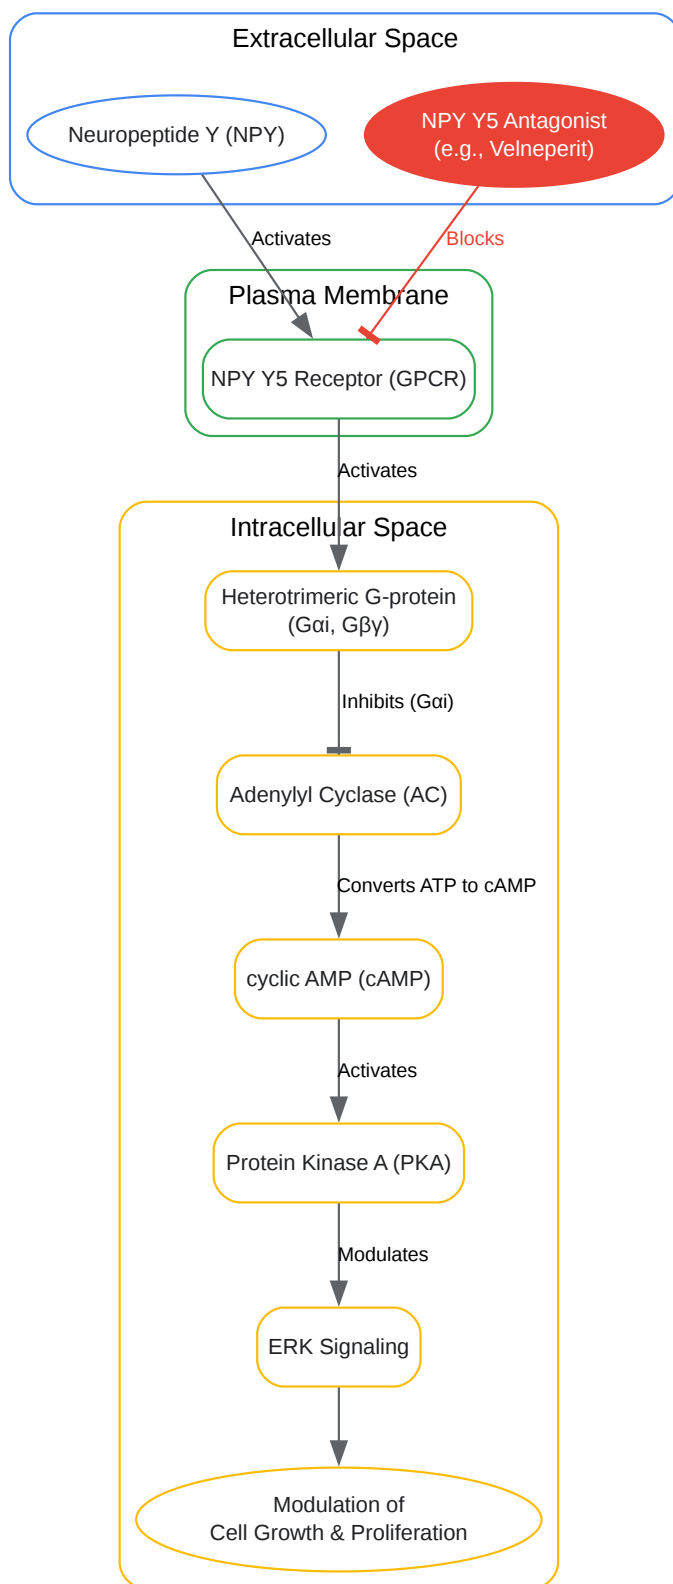 Extracellular Space
Neuropeptide Y (NPY)
NPY Y5 Antagonist
(e.g., Velneperit)
Activates
Blocks
Plasma Membrane
NPY Y5 Receptor (GPCR)
Activates
Intracellular Space
Heterotrimeric G-protein
(Gαi, Gβγ)
Inhibits (Gαi)
Adenylyl Cyclase (AC)
Converts ATP to cAMP
cyclic AMP (cAMP)
Activates
Protein Kinase A (PKA)
Modulates
ERK Signaling
Modulation of
Cell Growth & Proliferation